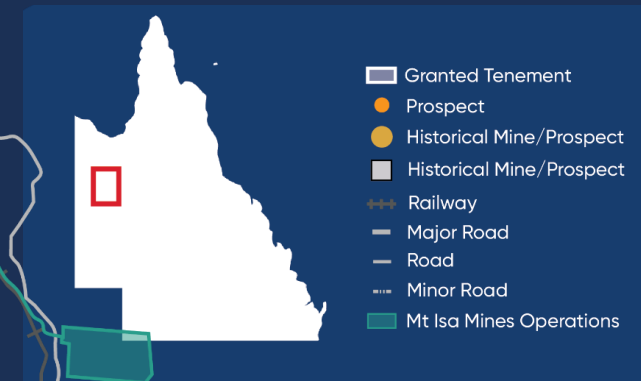 Granted Tenement
Prospect
Historical Mine/Prospect
Historical Mine/Prospect
Railway
Major Road
Road
Minor Road
Mt Isa Mines Operations